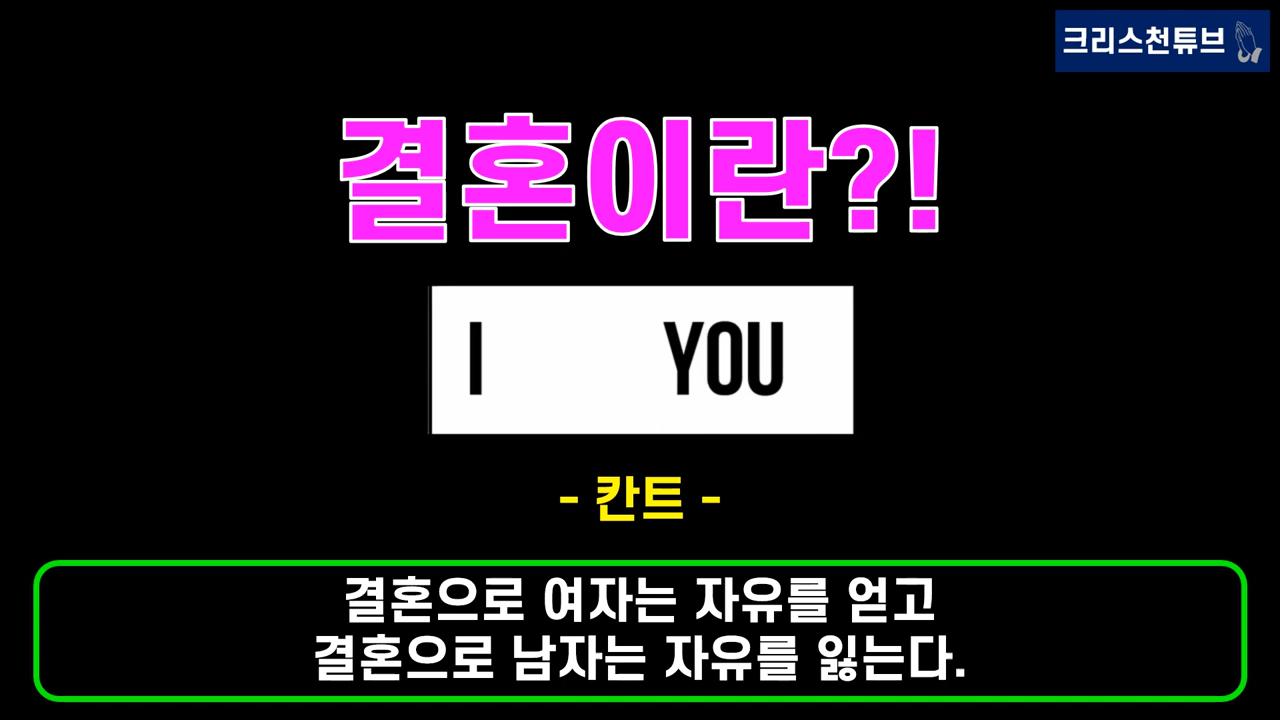 크리스천튜브
결혼이란?!
I YOU
- 칸트 -
결혼으로 여자는 자유를 얻고
결혼으로 남자는 자유를 잃는다.